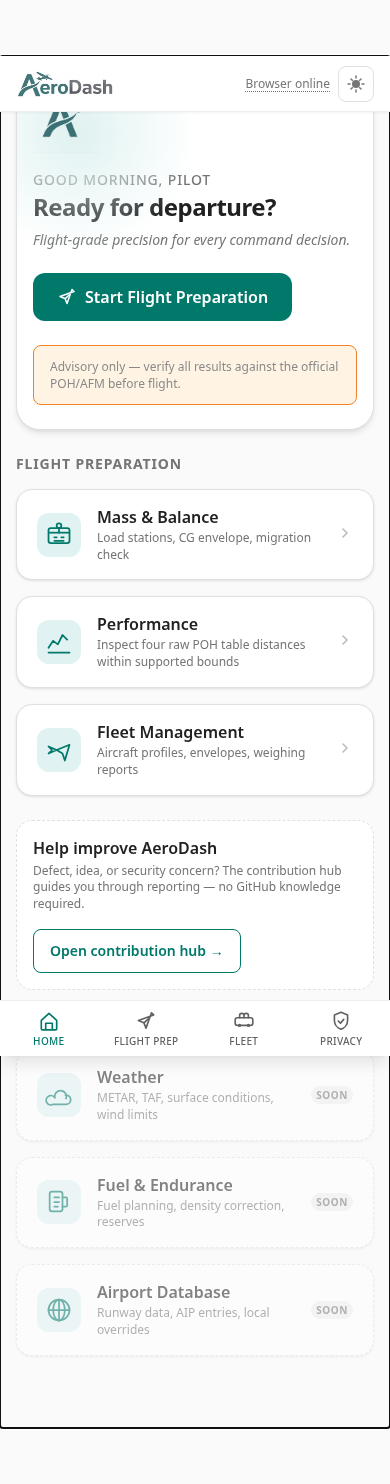 AeroDash
Browser online
GOOD MORNING, PILOT
Ready for departure?
Flight-grade precision for every command decision.
Start Flight Preparation
Advisory only — verify all results against the official
POH/AFM before flight.
FLIGHT PREPARATION
Mass & Balance
Load stations, CG envelope, migration
check
Performance
Inspect four raw POH table distances
within supported bounds
Fleet Management
Aircraft profiles, envelopes, weighing
reports
Help improve AeroDash
Defect, idea, or security concern? The contribution hub
guides you through reporting — no GitHub knowledge
required.
Open contribution hub →
HOME
FLIGHT PREP
FLEET
PRIVACY
Weather
METAR, TAF, surface conditions,
wind limits
SOON
Fuel & Endurance
Fuel planning, density correction,
reserves
SOON
Airport Database
Runway data, AIP entries, local
overrides
SOON